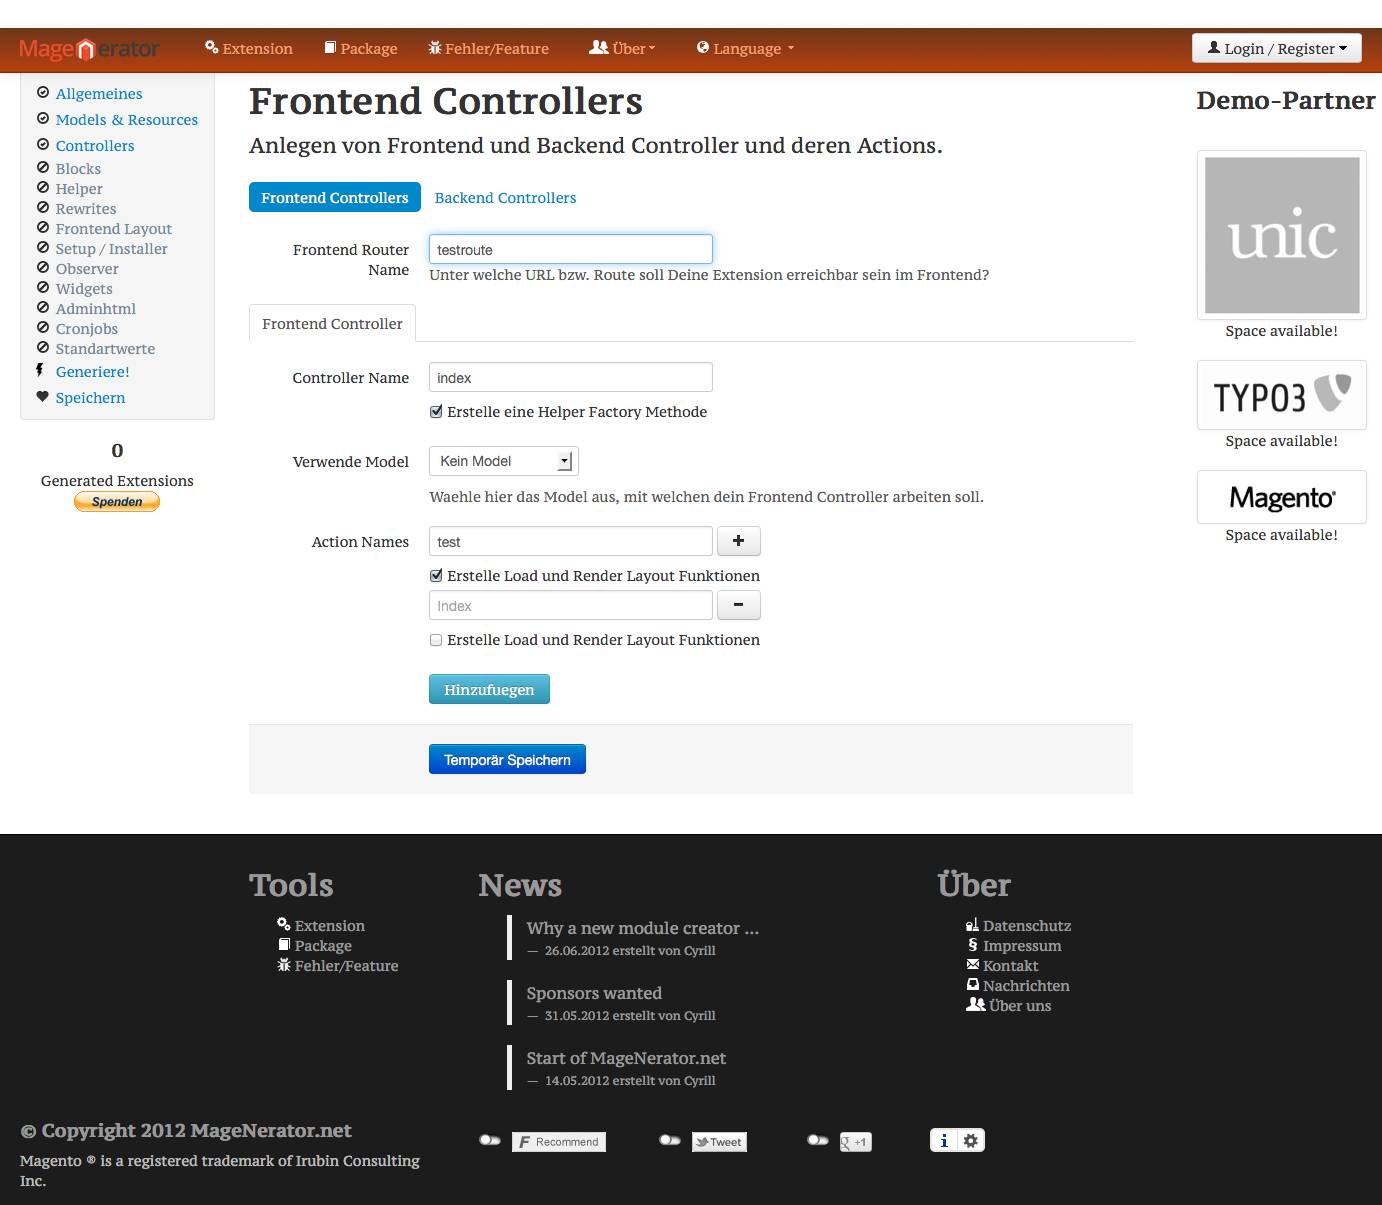 MageNerator
Extension
Package
Fehler/Feature
Über
Language
Login / Register
Allgemeines
Models & Resources
Controllers
Blocks
Helper
Rewrites
Frontend Layout
Setup / Installer
Observer
Widgets
Adminhtml
Cronjobs
Standartwerte
Generiere!
Speichern
0
Generated Extensions
Spenden
Frontend Controllers
Anlegen von Frontend und Backend Controller und deren Actions.
Frontend Controllers
Backend Controllers
Frontend Router
Name
testroute
Unter welche URL bzw. Route soll Deine Extension erreichbar sein im Frontend?
Frontend Controller
Controller Name
index
Erstelle eine Helper Factory Methode
Verwende Model
Kein Model
Waehle hier das Model aus, mit welchen dein Frontend Controller arbeiten soll.
Action Names
test
+
Erstelle Load und Render Layout Funktionen
Index
-
Erstelle Load und Render Layout Funktionen
Hinzufuegen
Temporär Speichern
Demo-Partner
unic
Space available!
TYPO3
Space available!
Magento®
Space available!
Tools
Extension
Package
Fehler/Feature
News
Why a new module creator ...
— 26.06.2012 erstellt von Cyrill
Sponsors wanted
— 31.05.2012 erstellt von Cyrill
Start of MageNerator.net
— 14.05.2012 erstellt von Cyrill
Über
Datenschutz
§ Impressum
Kontakt
Nachrichten
Über uns
© Copyright 2012 MageNerator.net
Magento ® is a registered trademark of Irubin Consulting
Inc.
F Recommend
Tweet
g +1
i